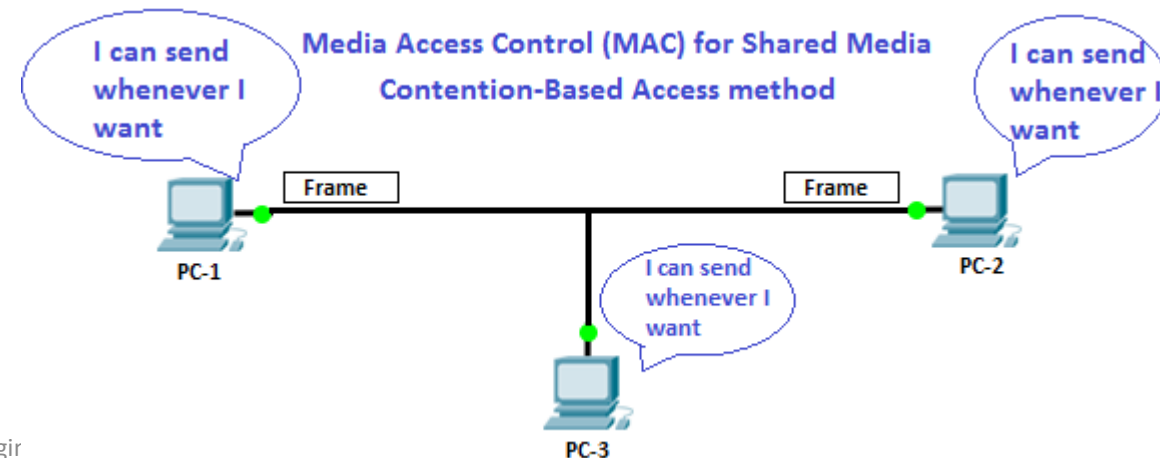 Media Access Control (MAC) for Shared Media
Contention-Based Access method
I can send
whenever I
want
I can send
whenever I
want
Frame
Frame
PC-1
PC-2
I can send
whenever I
want
PC-3
gir